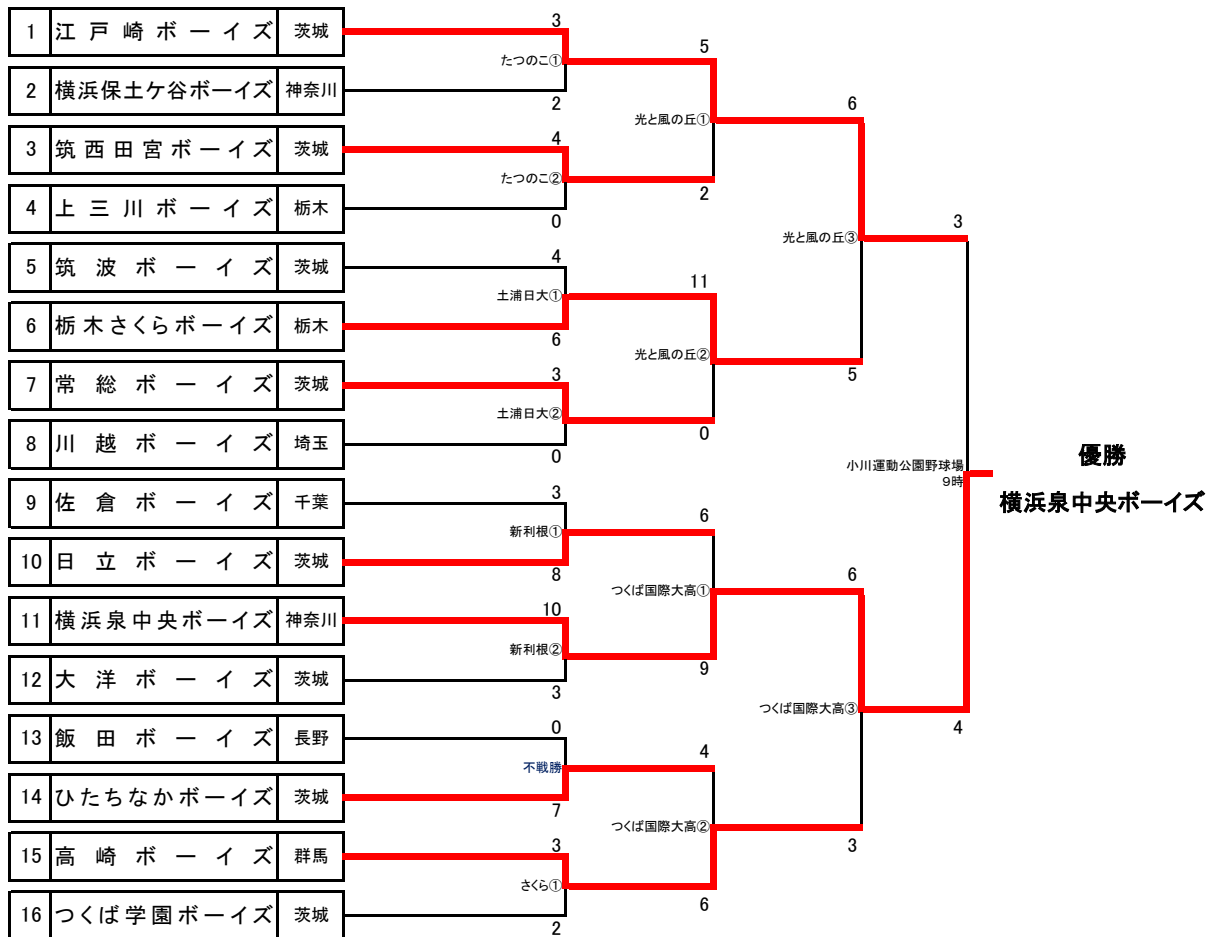 1 江戸崎ボーイズ 茨城
2 横浜保土ケ谷ボーイズ 神奈川
3 筑西田宮ボーイズ 茨城
4 上三川ボーイズ 栃木
5 筑波ボーイズ 茨城
6 栃木さくらボーイズ 栃木
7 常総ボーイズ 茨城
8 川越ボーイズ 埼玉
9 佐倉ボーイズ 千葉
10 日立ボーイズ 茨城
11 横浜泉中央ボーイズ 神奈川
12 大洋ボーイズ 茨城
13 飯田ボーイズ 長野
14 ひたちなかボーイズ 茨城
15 高崎ボーイズ 群馬
16 つくば学園ボーイズ 茨城
3
たつのこ①
2
4
たつのこ②
0
4
土浦日大①
6
3
土浦日大②
0
3
新利根①
8
10
新利根②
3
0
不戦勝
7
3
さくら①
2
5
光と風の丘①
2
11
光と風の丘②
0
6
つくば国際大高①
9
4
つくば国際大高②
6
6
光と風の丘③
5
6
つくば国際大高③
3
3
小川運動公園野球場
9時
4
優勝
横浜泉中央ボーイズ